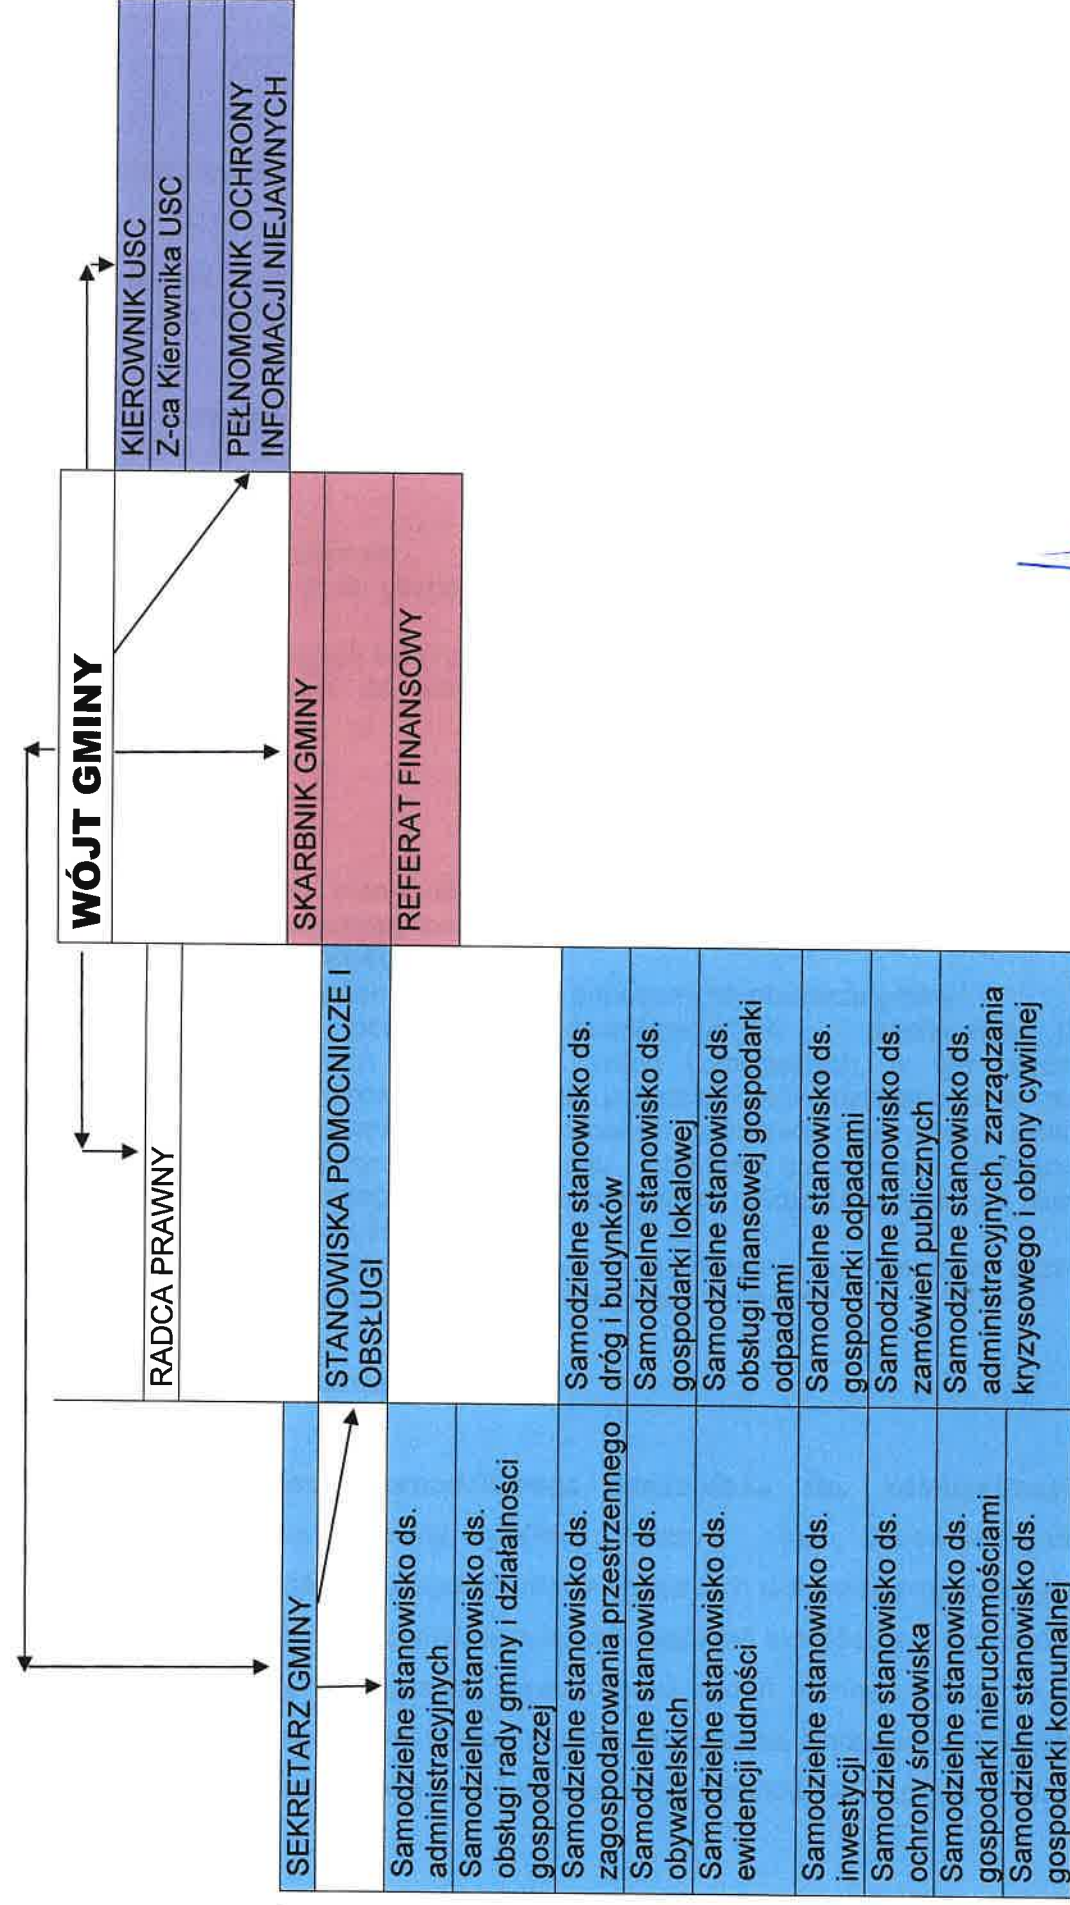 WÓJT GMINY
KIEROWNIK USC
Z-ca Kierownika USC
PEŁNOMOCNIK OCHRONY
INFORMACJI NIEJAWNYCH
RADCA PRAWNY
SKARBNIK GMINY
REFERAT FINANSOWY
SEKRETARZ GMINY
STANOWISKA POMOCNICZE I
OBSŁUGI
Samodzielne stanowisko ds.
administracyjnych
Samodzielne stanowisko ds.
obsługi rady gminy i działalności
gospodarczej
Samodzielne stanowisko ds.
zagospodarowania przestrzennego
Samodzielne stanowisko ds.
obywatelskich
Samodzielne stanowisko ds.
ewidencji ludności
Samodzielne stanowisko ds.
inwestycji
Samodzielne stanowisko ds.
ochrony środowiska
Samodzielne stanowisko ds.
gospodarki nieruchomościami
Samodzielne stanowisko ds.
gospodarki komunalnej
Samodzielne stanowisko ds.
dróg i budynków
Samodzielne stanowisko ds.
gospodarki lokalowej
Samodzielne stanowisko ds.
obsługi finansowej gospodarki
odpadami
Samodzielne stanowisko ds.
gospodarki odpadami
Samodzielne stanowisko ds.
zamówień publicznych
Samodzielne stanowisko ds.
administracyjnych, zarządzania
kryzysowego i obrony cywilnej